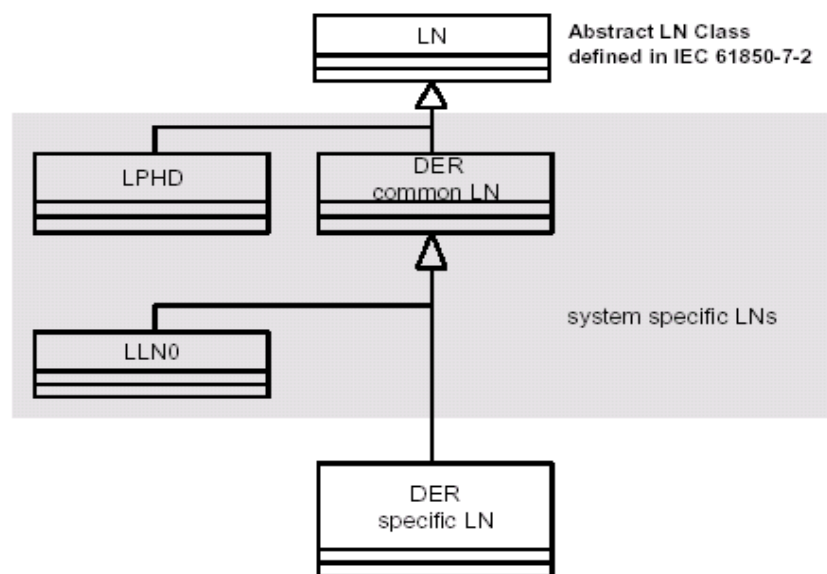 LN
Abstract LN Class
defined in IEC 61850-7-2
LPHD
DER
common LN
system specific LNs
LLN0
DER
specific LN